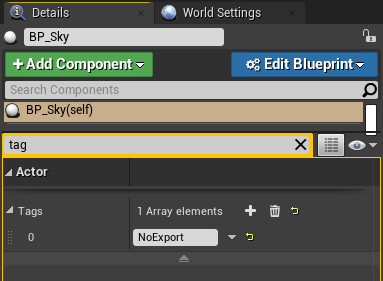 Details World Settings
BP_Sky
+ Add Component Edit Blueprint
Search Components
BP_Sky(self)
tag
Actor
Tags 1 Array elements
0 NoExport